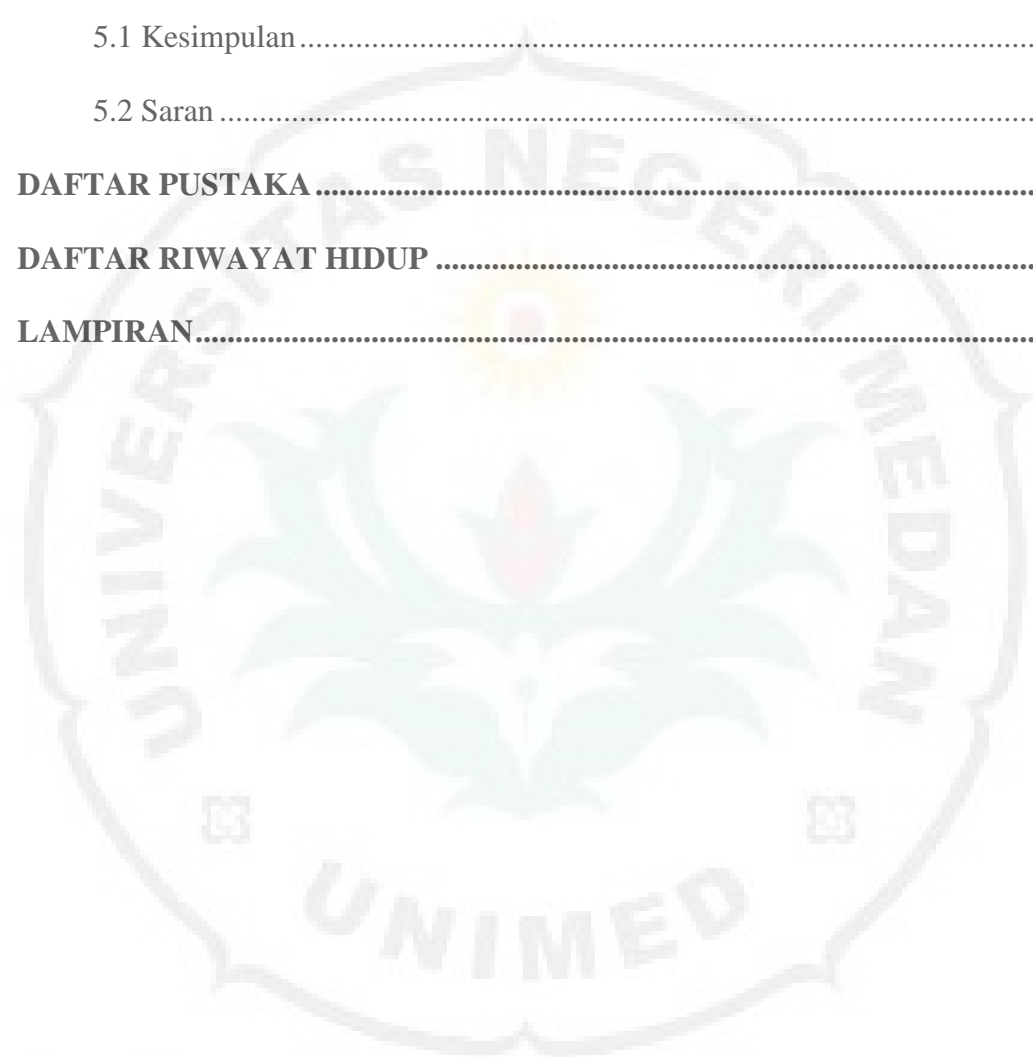 5.1 Kesimpulan........................................................................................
5.2 Saran ..................................................................................................
DAFTAR PUSTAKA ........................................................................................
DAFTAR RIWAYAT HIDUP ..........................................................................
LAMPIRAN........................................................................................................
UNIVERSITAS NEGERI MEDAN
UNIMED